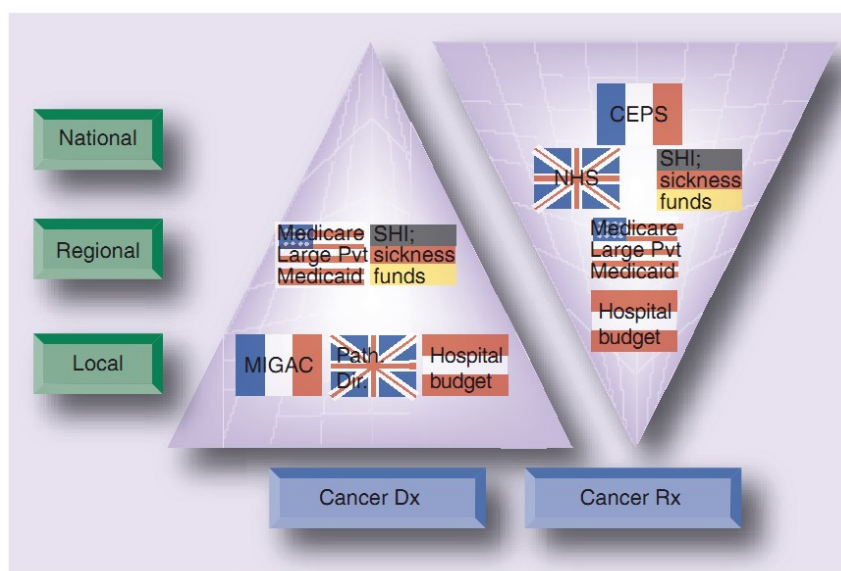 National
Regional
Local
Medicare
Large Pvt
Medicaid
SHI;
sickness
funds
MIGAC
Path.
Dir.
Hospital
budget
CEPS
NHS
SHI;
sickness
funds
Medicare
Large Pvt
Medicaid
Hospital
budget
Cancer Dx
Cancer Rx